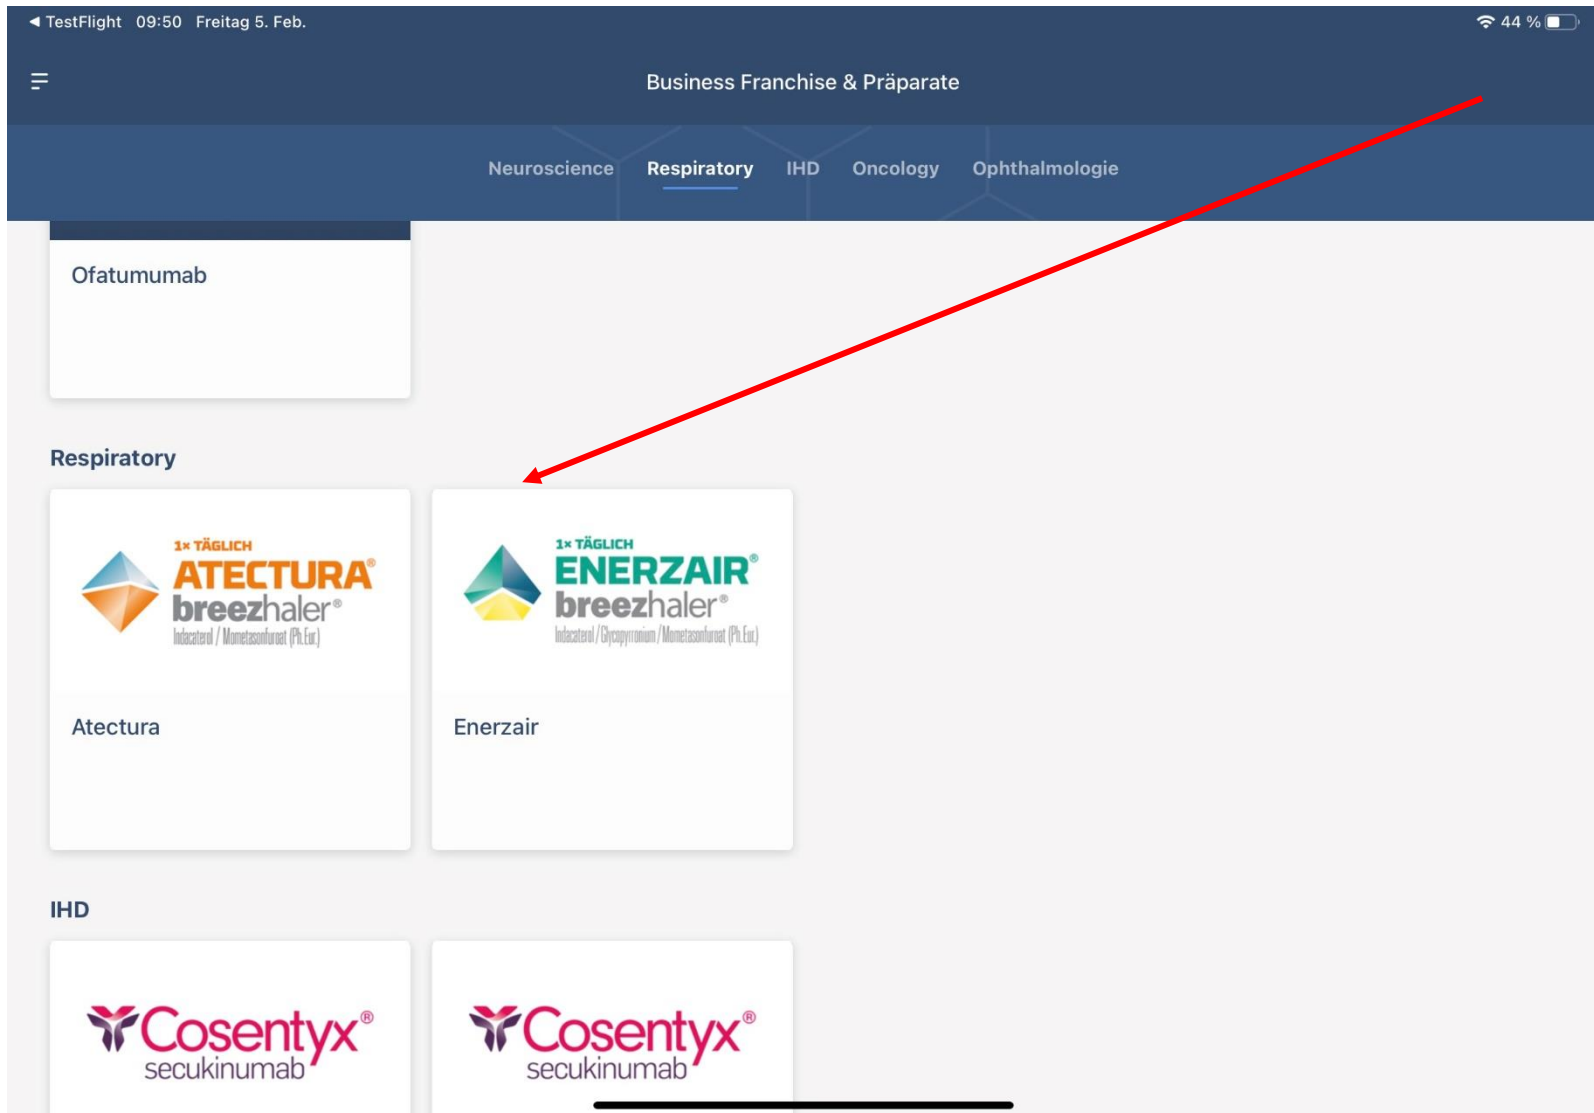 ◀ TestFlight 09:50 Freitag 5. Feb.
44 %
Business Franchise & Präparate
Neuroscience Respiratory IHD Oncology Ophthalmologie
Ofatumumab
Respiratory
1× TÄGLICH
ATECTURA®
breezhaler®
Indacaterol / Mometasonfuroat (Ph.Eur.)
Atectura
1× TÄGLICH
ENERZAIR®
breezhaler®
Indacaterol / Glycopyrronium / Mometasonfuroat (Ph.Eur.)
Enerzair
IHD
Cosentyx®
secukinumab
Cosentyx®
secukinumab